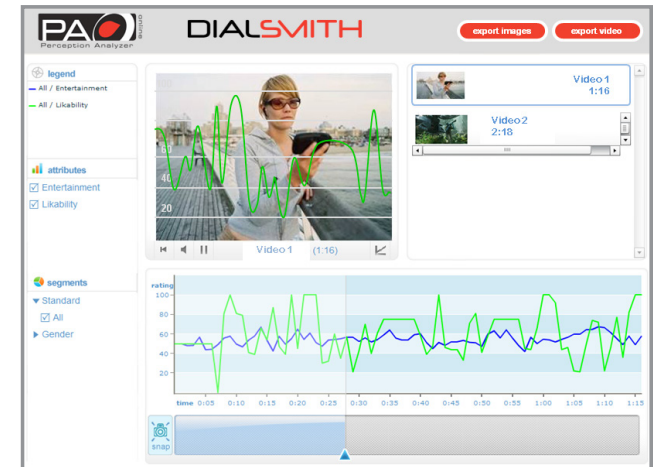 PAO online
Perception Analyzer
DIALSMITH
export images
export video
legend
All / Entertainment
All / Likability
attributes
Entertainment
Likability
segments
Standard
All
Gender
60
40
20
Video 1 (1:16)
Video 1
1:16
Video 2
2:18
rating
100
80
60
40
20
time 0:05 0:10 0:15 0:20 0:25 0:30 0:35 0:40 0:45 0:50 0:55 1:00 1:05 1:10 1:15
snap